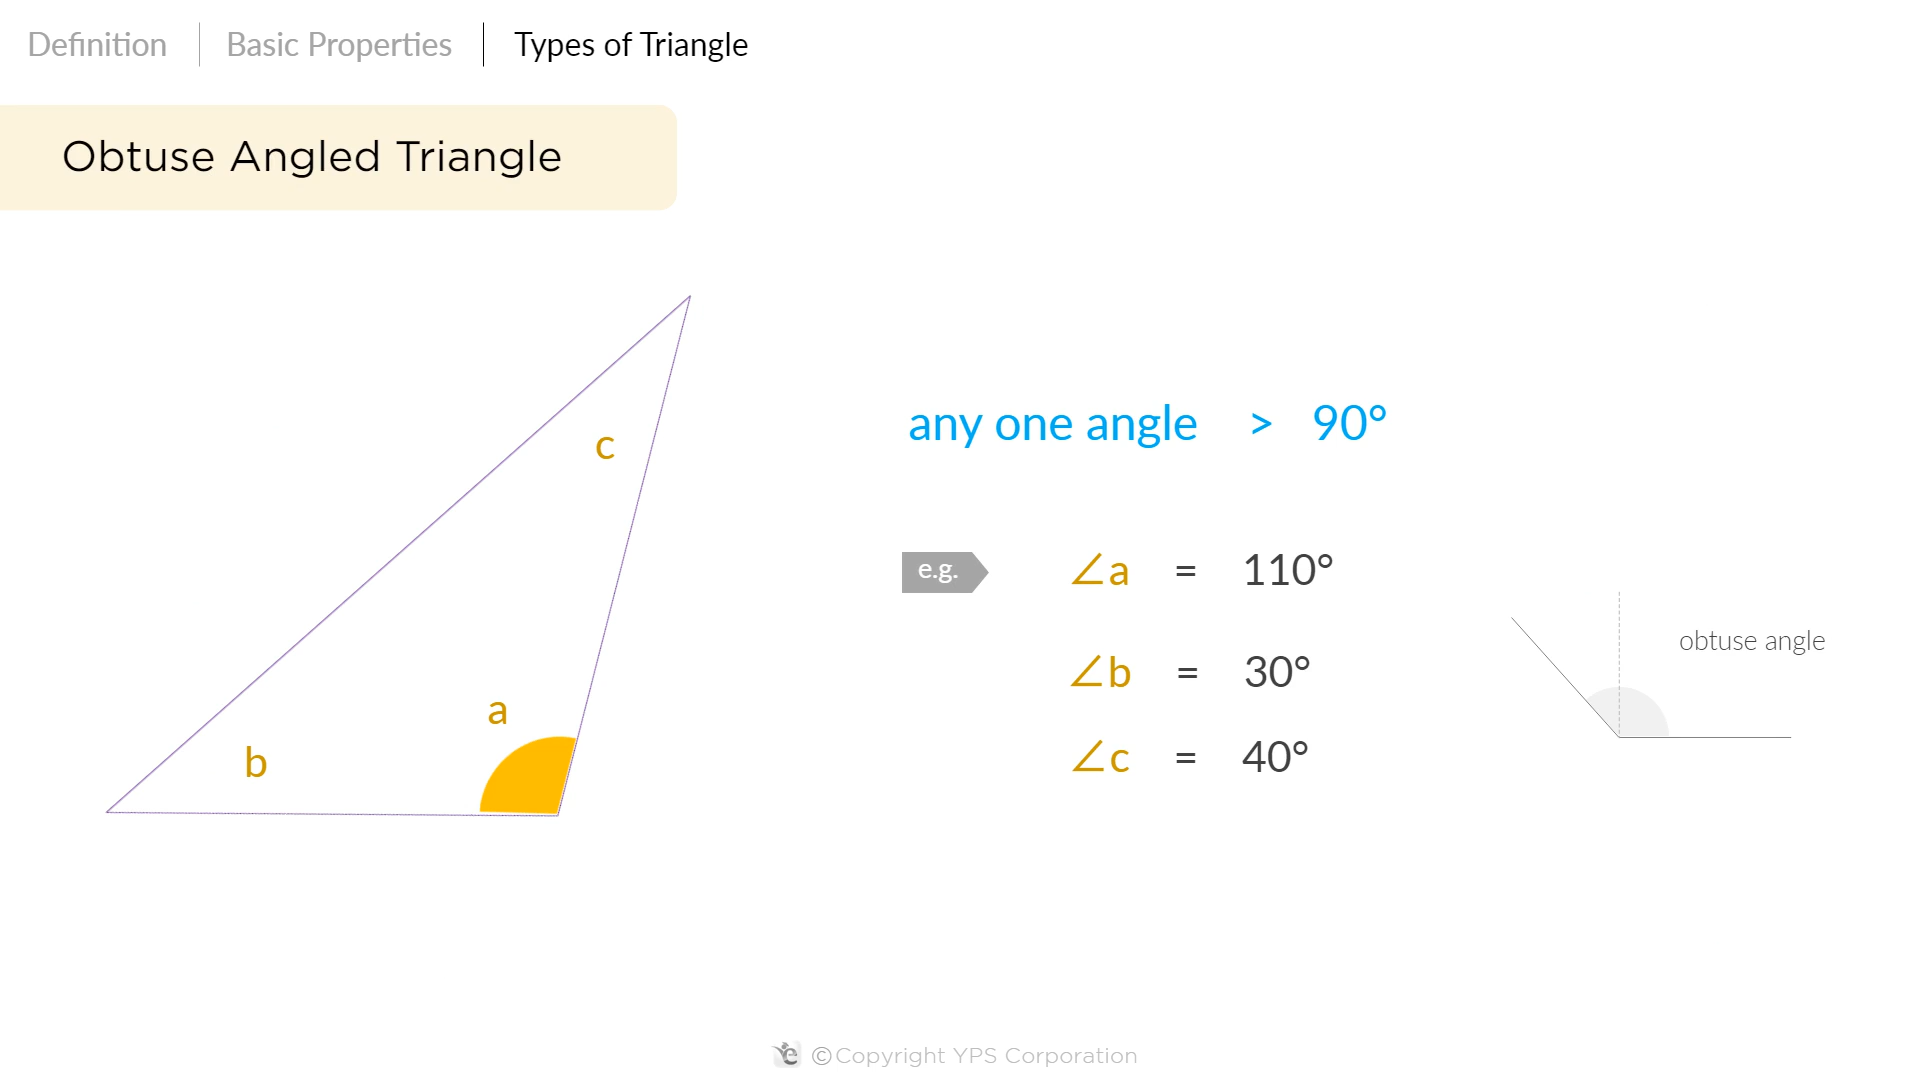 Definition Basic Properties Types of Triangle
Obtuse Angled Triangle
c
a
b
any one angle > 90°
e.g. ∠a = 110°
∠b = 30°
∠c = 40°
obtuse angle
©Copyright YPS Corporation